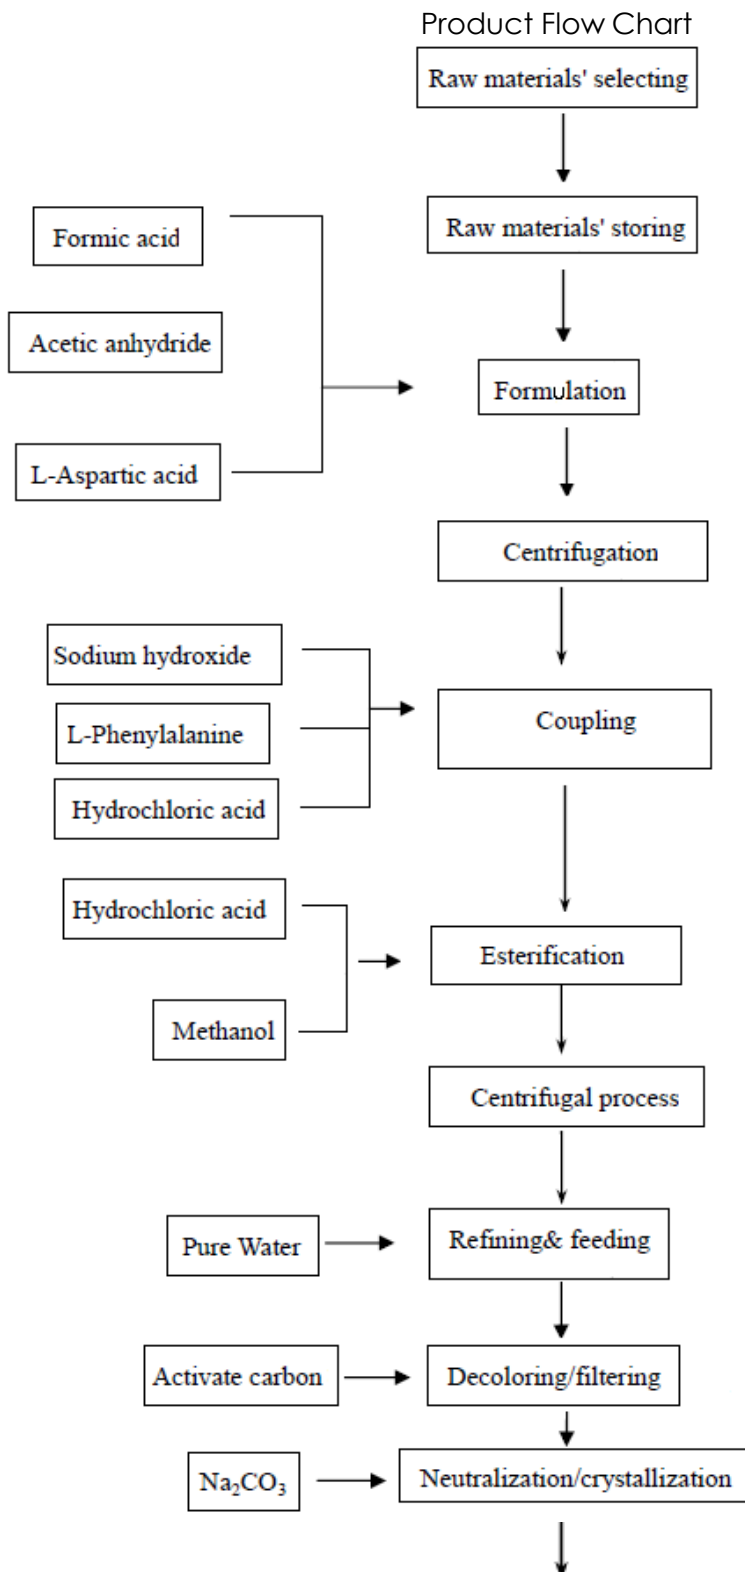 Product Flow Chart
Raw materials' selecting
Raw materials' storing
Formic acid
Acetic anhydride
Formulation
L-Aspartic acid
Centrifugation
Sodium hydroxide
L-Phenylalanine
Coupling
Hydrochloric acid
Hydrochloric acid
Esterification
Methanol
Centrifugal process
Pure Water
Refining& feeding
Activate carbon
Decoloring/filtering
Na₂CO₃
Neutralization/crystallization